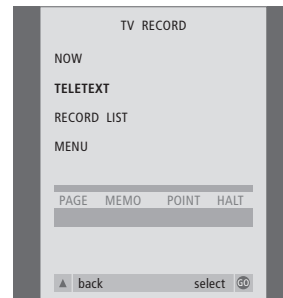 TV RECORD
NOW
TELETEXT
RECORD LIST
MENU
PAGE MEMO POINT HALT
▲ back select GO